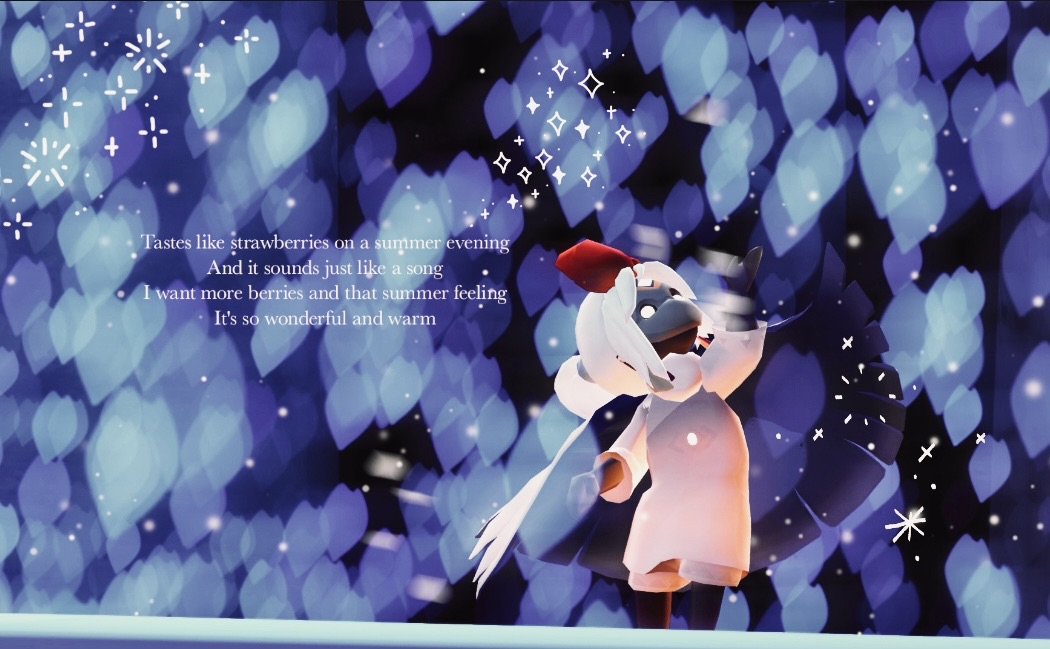 Tastes like strawberries on a summer evening
And it sounds just like a song
I want more berries and that summer feeling
It's so wonderful and warm